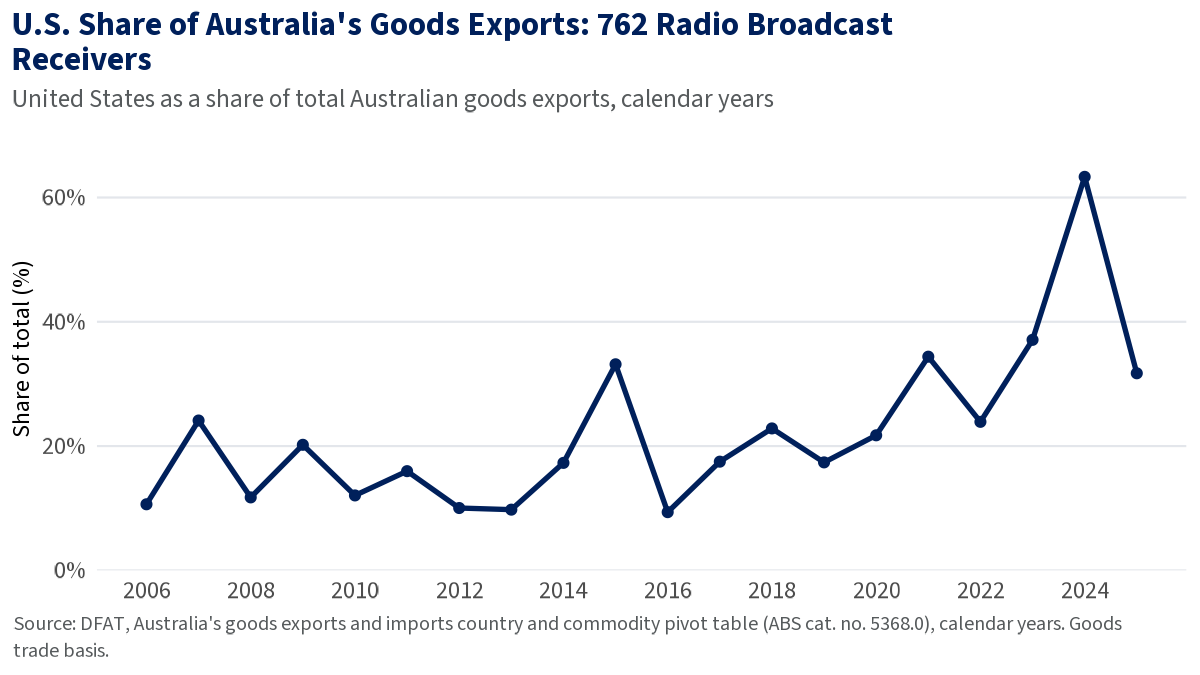 U.S. Share of Australia's Goods Exports: 762 Radio Broadcast
Receivers
United States as a share of total Australian goods exports, calendar years
Share of total (%)
60%
40%
20%
0%
2006 2008 2010 2012 2014 2016 2018 2020 2022 2024
Source: DFAT, Australia's goods exports and imports country and commodity pivot table (ABS cat. no. 5368.0), calendar years. Goods
trade basis.